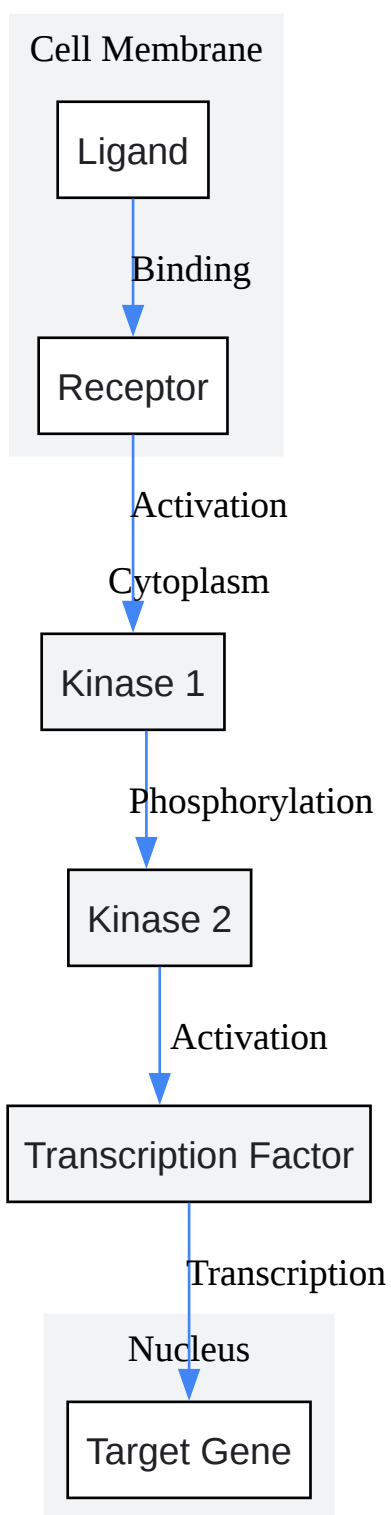 Cell Membrane
Ligand
Binding
Receptor
Activation
Cytoplasm
Kinase 1
Phosphorylation
Kinase 2
Activation
Transcription Factor
Transcription
Nucleus
Target Gene